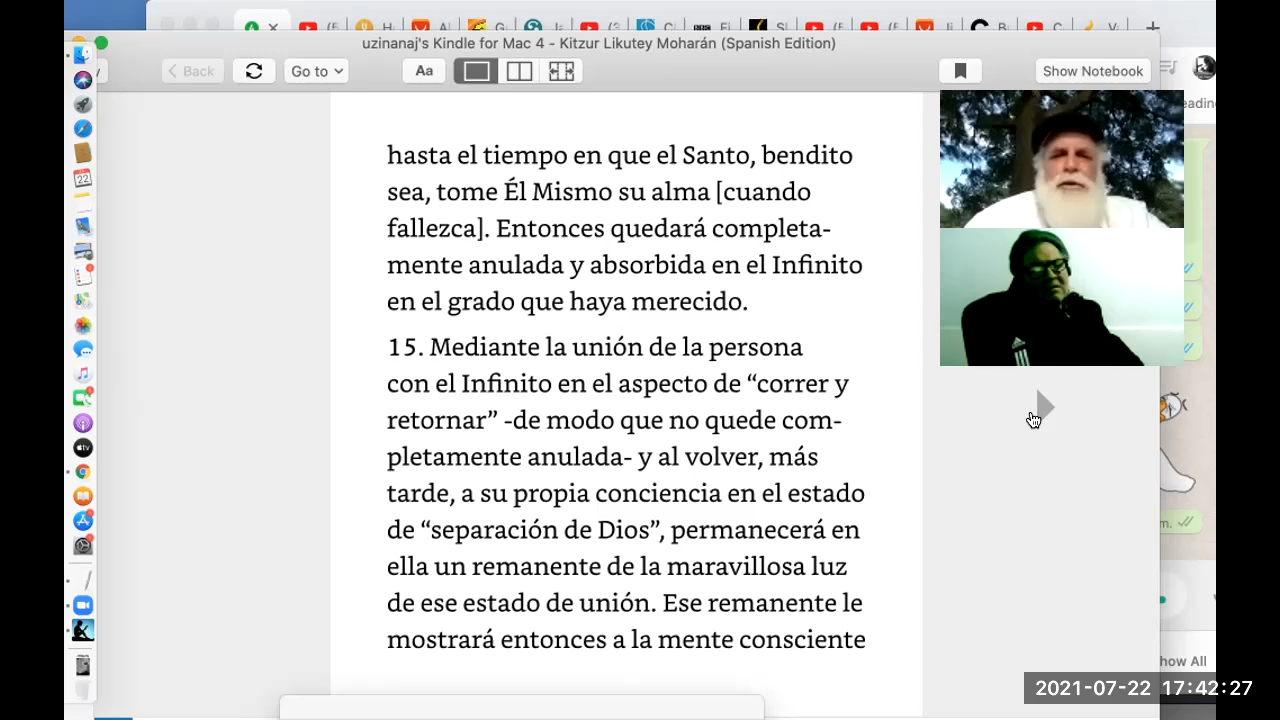 uzinanaj's Kindle for Mac 4 - Kitzur Likutey Moharán (Spanish Edition)
Back
Go to
Aa
Show Notebook
eading
hasta el tiempo en que el Santo, bendito
sea, tome Él Mismo su alma [cuando
fallezca]. Entonces quedará completa-
mente anulada y absorbida en el Infinito
en el grado que haya merecido.
15. Mediante la unión de la persona
con el Infinito en el aspecto de “correr y
retornar” -de modo que no quede com-
pletamente anulada- y al volver, más
tarde, a su propia conciencia en el estado
de “separación de Dios”, permanecerá en
ella un remanente de la maravillosa luz
de ese estado de unión. Ese remanente le
mostrará entonces a la mente consciente
22
tv
m.
how All
2021-07-22 17:42:27